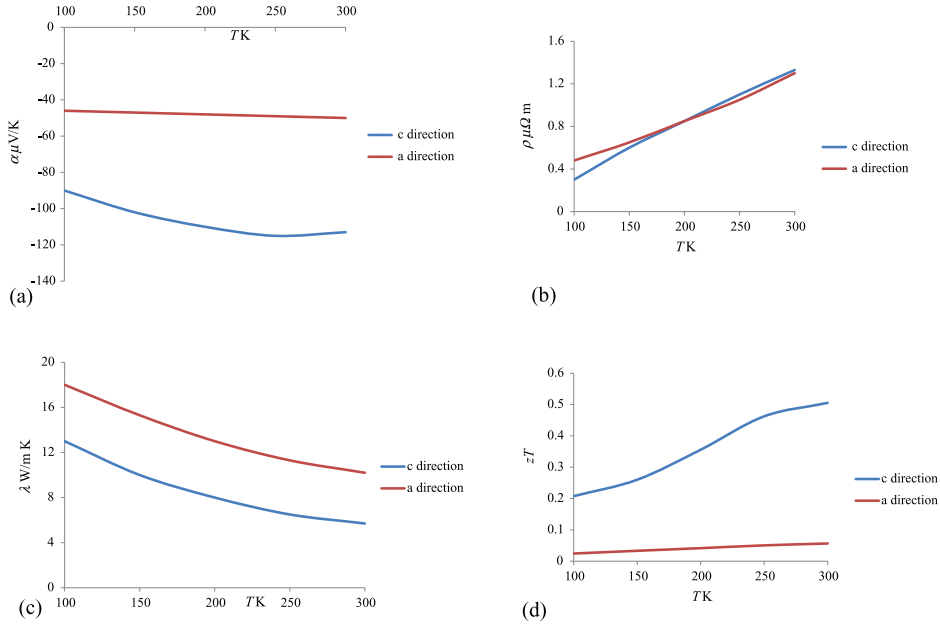 100 150 200 250 300
T K
0
-20
-40
-60
-80
-100
-120
-140
α μV/K
c direction
a direction
(a)
1.6
1.2
0.8
0.4
0
ρ μΩ m
100 150 200 250 300
T K
c direction
a direction
(b)
20
16
12
8
4
0
λ W/m K
100 150 200 250 300
T K
c direction
a direction
(c)
0.6
0.5
0.4
0.3
0.2
0.1
0
zT
100 150 200 250 300
T K
c direction
a direction
(d)